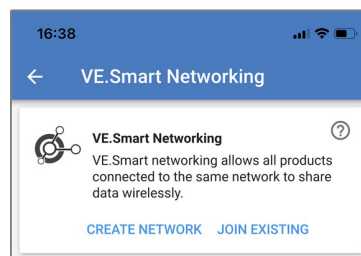 16:38
VE.Smart Networking
VE.Smart Networking
VE.Smart networking allows all products
connected to the same network to share
data wirelessly.
CREATE NETWORK JOIN EXISTING